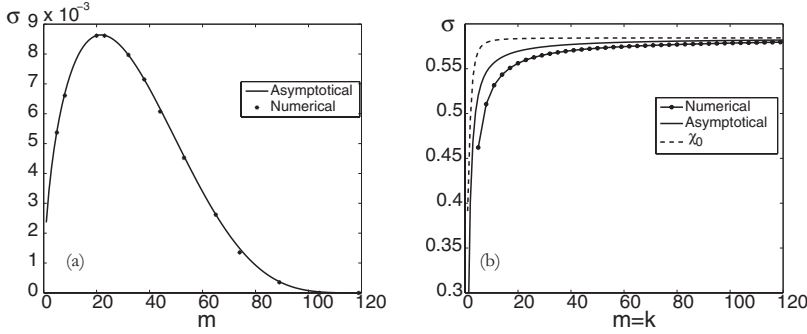 σ
9 x 10⁻³
8
7
6
5
4
3
2
1
0
0 20 40 60 80 100 120
m
Asymptotical
Numerical
(a)
σ
0.55
0.5
0.45
0.4
0.35
0.3
0 20 40 60 80 100 120
m=k
Numerical
Asymptotical
χ₀
(b)